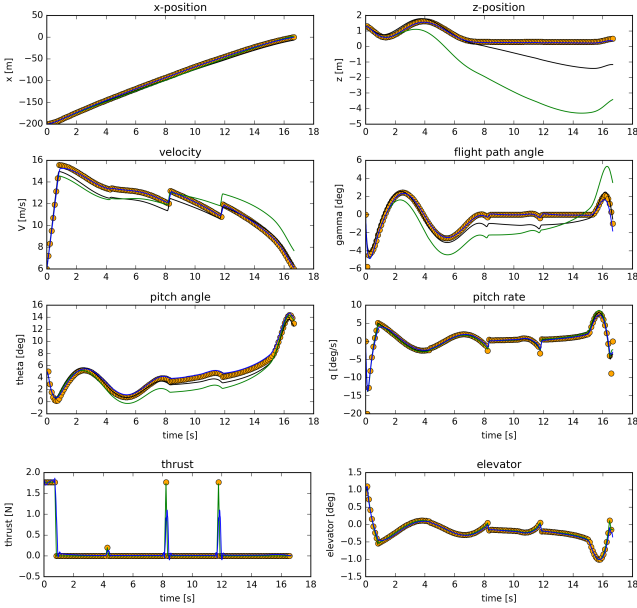 x-position
z-position
50
0
−50
−100
−150
−200
x [m]
0 2 4 6 8 10 12 14 16 18
2
1
0
−1
−2
−3
−4
−5
z [m]
0 2 4 6 8 10 12 14 16 18
velocity
flight path angle
16
14
12
10
8
6
V [m/s]
0 2 4 6 8 10 12 14 16 18
6
4
2
0
−2
−4
−6
gamma [deg]
0 2 4 6 8 10 12 14 16 18
pitch angle
pitch rate
16
14
12
10
8
6
4
2
0
−2
theta [deg]
0 2 4 6 8 10 12 14 16 18
time [s]
10
5
0
−5
−10
−15
−20
q [deg/s]
0 2 4 6 8 10 12 14 16 18
time [s]
thrust
elevator
2.0
1.5
1.0
0.5
0.0
−0.5
thrust [N]
0 2 4 6 8 10 12 14 16 18
time [s]
1.5
1.0
0.5
0.0
−0.5
−1.0
−1.5
elevator [deg]
0 2 4 6 8 10 12 14 16 18
time [s]